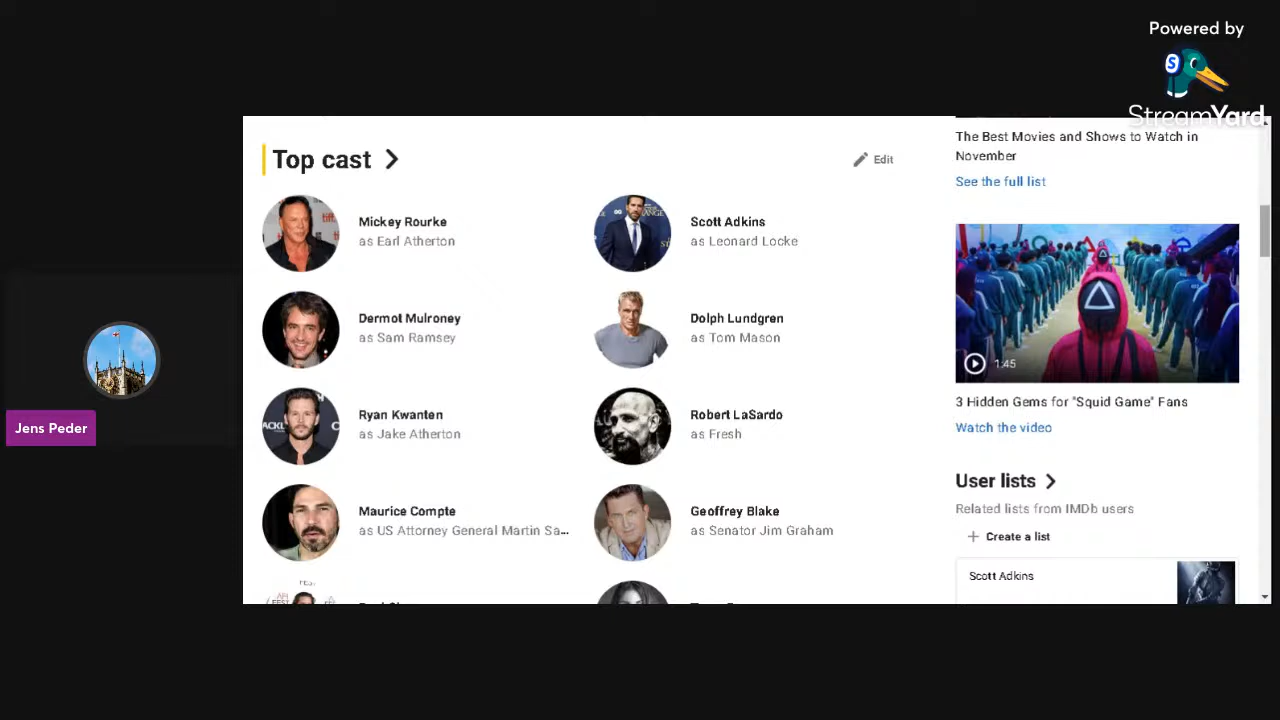 Powered by
StreamYard
Top cast
Edit
Mickey Rourke
as Earl Atherton
Scott Adkins
as Leonard Locke
Dermot Mulroney
as Sam Ramsey
Dolph Lundgren
as Tom Mason
Ryan Kwanten
as Jake Atherton
Robert LaSardo
as Fresh
Maurice Compte
as US Attorney General Martin Sa...
Geoffrey Blake
as Senator Jim Graham
The Best Movies and Shows to Watch in
November
See the full list
1:45
3 Hidden Gems for "Squid Game" Fans
Watch the video
User lists
Related lists from IMDb users
Create a list
Scott Adkins
Jens Peder